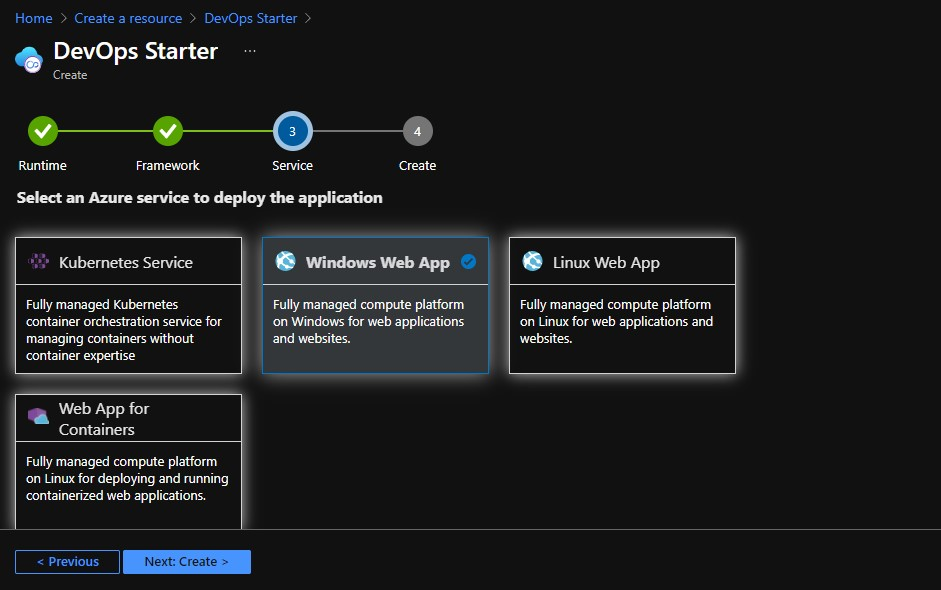 Home > Create a resource > DevOps Starter >
DevOps Starter ...
Create
3
4
Runtime
Framework
Service
Create
Select an Azure service to deploy the application
Kubernetes Service
Fully managed Kubernetes
container orchestration service for
managing containers without
container expertise
Windows Web App
Fully managed compute platform
on Windows for web applications
and websites.
Linux Web App
Fully managed compute platform
on Linux for web applications and
websites.
Web App for
Containers
Fully managed compute platform
on Linux for deploying and running
containerized web applications.
< Previous
Next: Create >